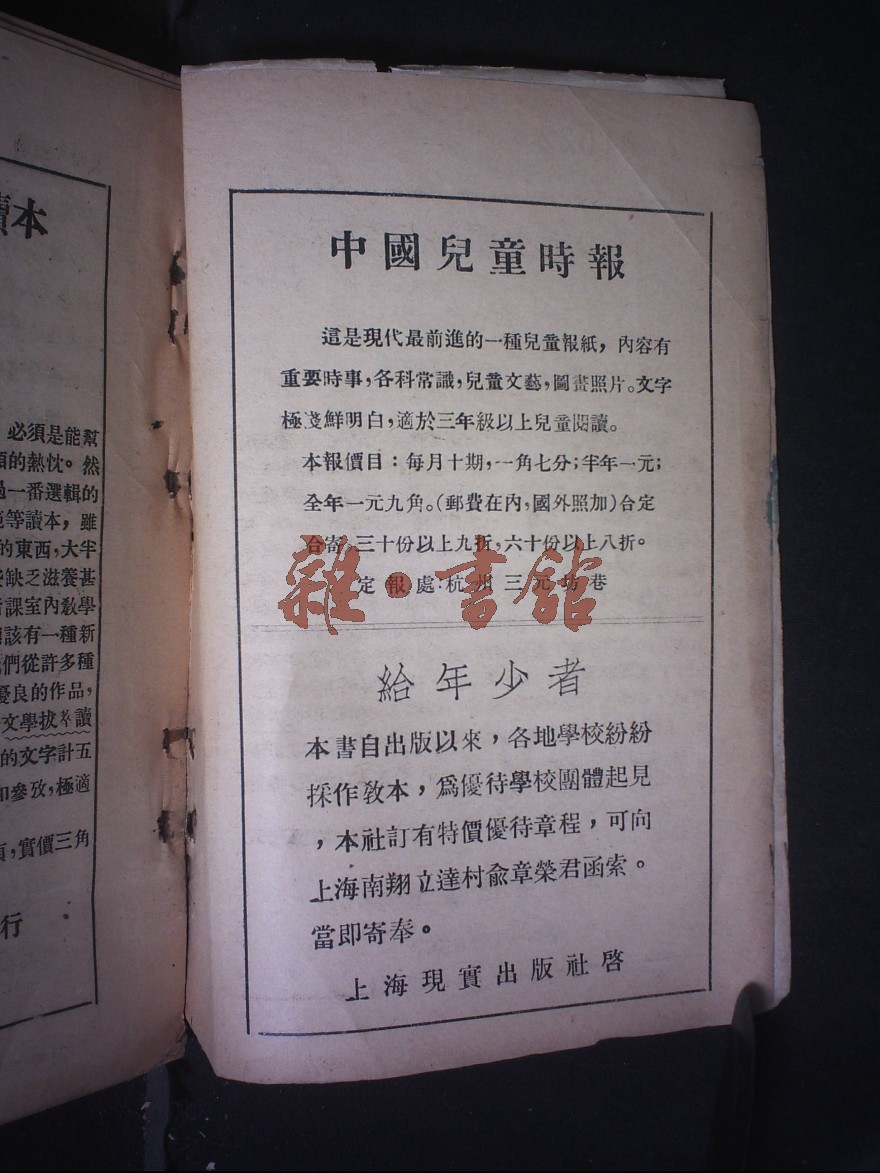 讀本
必須是能幫
的熱忱。然
過一番選輯的
等讀本，雖
的東西，大半
缺乏滋養甚
課室內教學
該有一種新
們從許多種
優良的作品，
文學拔萃讀
的文字計五
和參攷，極適
實價三角
行
中國兒童時報
這是現代最前進的一種兒童報紙，內容有
重要時事，各科常識，兒童文藝，圖畫照片。文字
極淺鮮明白，適於三年級以上兒童閱讀。
本報價目：每月十期，一角七分；半年一元；
全年一元九角。（郵費在內，國外照加）合定
合寄，三十份以上九折，六十份以上八折。
定報處：杭州三元坊巷
雜·書館
給年少者
本書自出版以來，各地學校紛紛
採作教本，爲優待學校團體起見
，本社訂有特價優待章程，可向
上海南翔立達村俞章榮君函索。
當即寄奉。
上海現實出版社啓